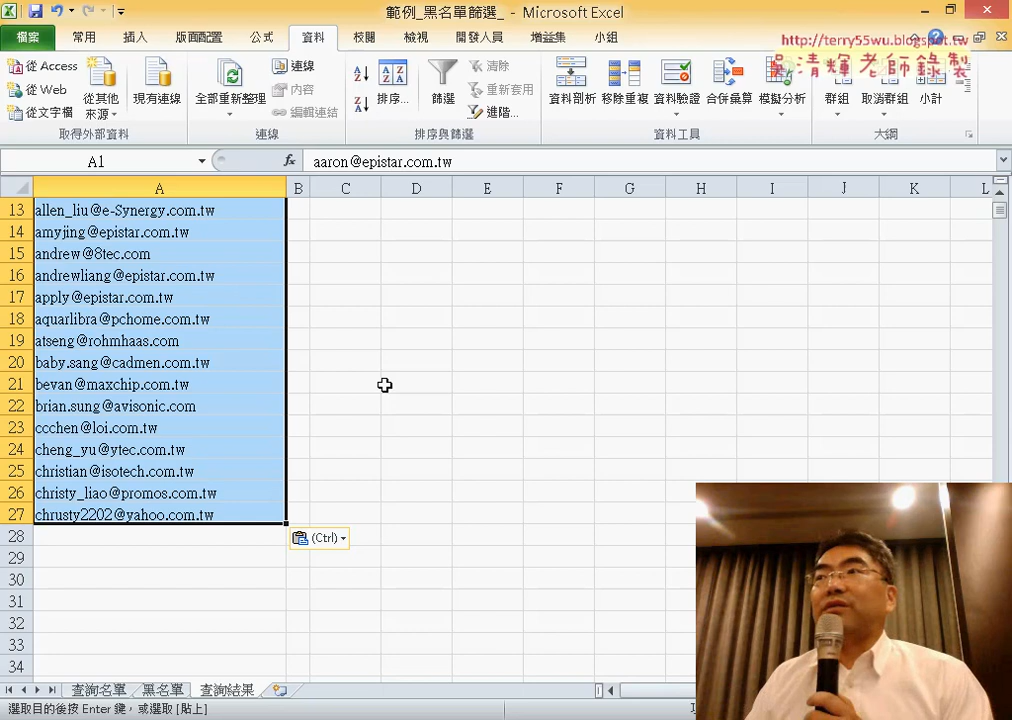 範例_黑名單篩選_ - Microsoft Excel
檔案 常用 插入 版面配置 公式 資料 校閱 檢視 開發人員 增益集 小組
http://terry55wu.blogspot.tw
吳清輝老師錄製
從 Access
從 Web
從文字檔
從其他來源
現有連線
取得外部資料
全部重新整理
連線
內容
編輯連結
連線
排序...
篩選
清除
重新套用
進階...
排序與篩選
資料剖析 移除重複 資料驗證 合併彙算 模擬分析
資料工具
群組 取消群組 小計
大綱
A1 fx aaron@epistar.com.tw
A B C D E F G H I J K L
13 allen_liu@e-Synergy.com.tw
14 amyjing@epistar.com.tw
15 andrew@8tec.com
16 andrewliang@epistar.com.tw
17 apply@epistar.com.tw
18 aquarlibra@pchome.com.tw
19 atseng@rohmhaas.com
20 baby.sang@cadmen.com.tw
21 bevan@maxchip.com.tw
22 brian.sung@avisonic.com
23 ccchen@loi.com.tw
24 cheng_yu@ytec.com.tw
25 christian@isotech.com.tw
26 christy_liao@promos.com.tw
27 chrusty2202@yahoo.com.tw
28 (Ctrl)
29
30
31
32
33
34
查詢名單 黑名單 查詢結果
選取目的後按 Enter 鍵，或選取 [貼上]